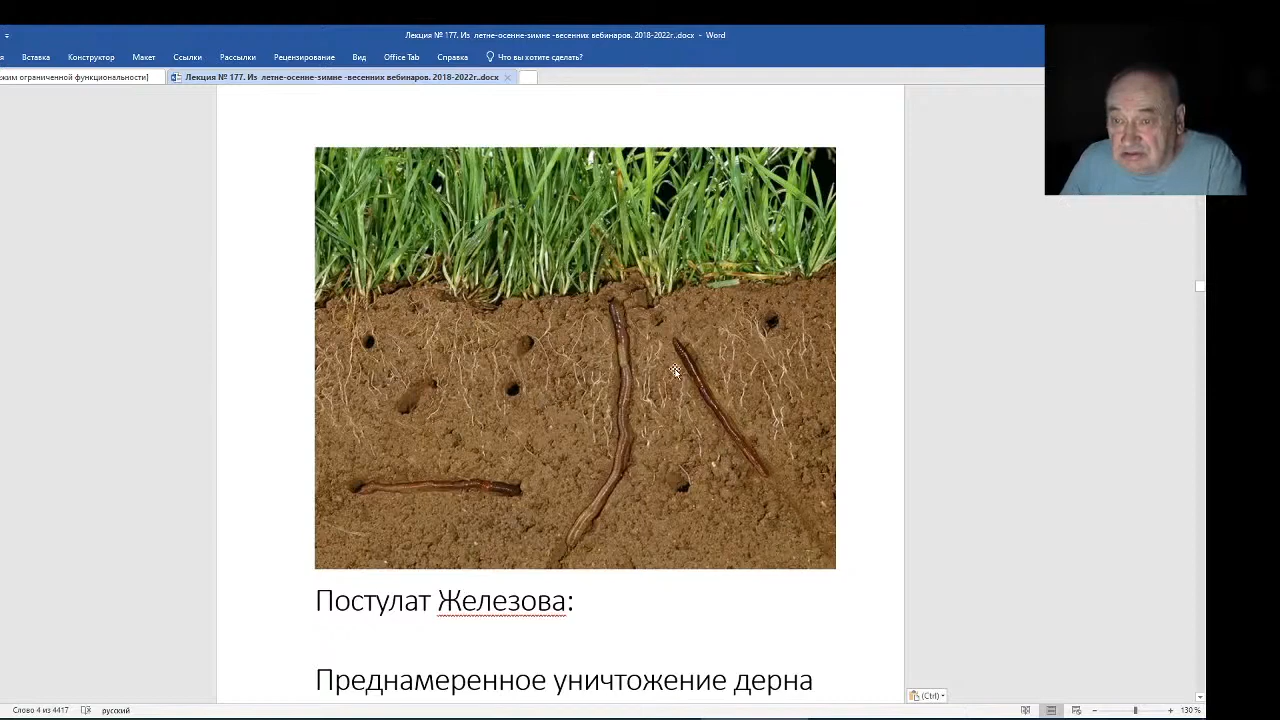 Лекция № 177. Из летне-осенне-зимне -весенних вебинаров. 2018-2022г..docx - Word
Вставка Конструктор Макет Ссылки Рассылки Рецензирование Вид Office Tab Справка Что вы хотите сделать?
ежим ограниченной функциональности] Лекция № 177. Из летне-осенне-зимне -весенних вебинаров. 2018-2022г..docx
Постулат Железова:
Преднамеренное уничтожение дерна
(Ctrl)
Слово 4 из 4417 русский 130 %